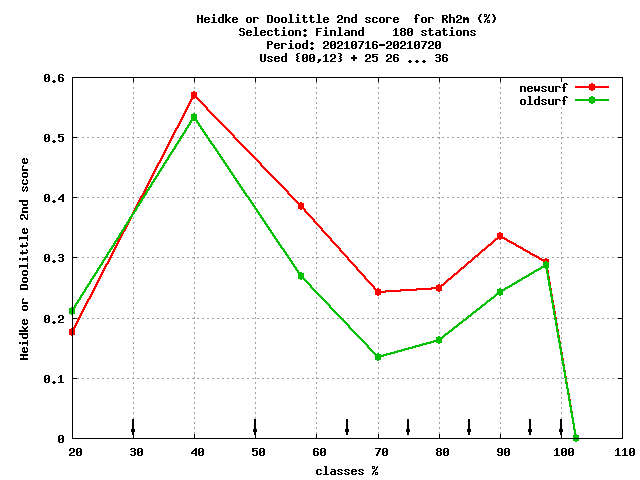 Heidke or Doolittle 2nd score  for Rh2m (%)
Selection: Finland    180 stations
Period: 20210716-20210720
Used {00,12} + 25 26 ... 36
newsurf
oldsurf
Heidke or Doolittle 2nd score
0.6
0.5
0.4
0.3
0.2
0.1
0
20 30 40 50 60 70 80 90 100 110
classes %